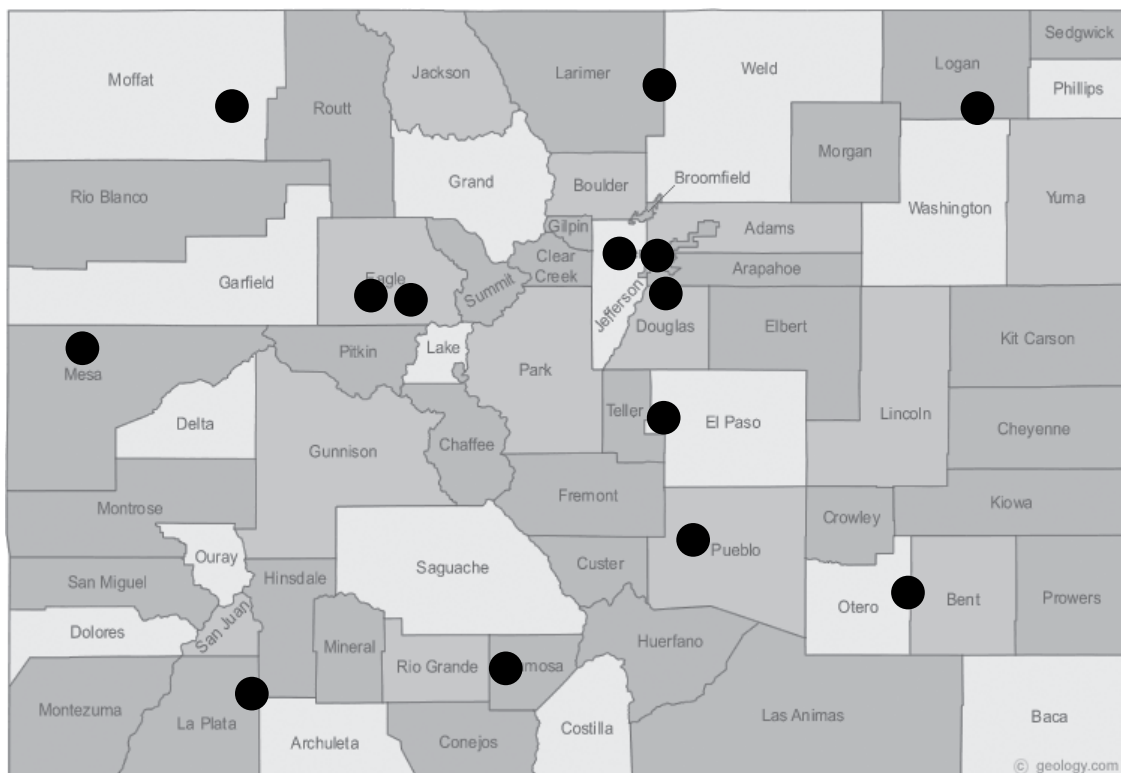 Sedgwick
Moffat
Jackson
Larimer
Weld
Logan
Phillips
Routt
Morgan
Rio Blanco
Grand
Boulder
Broomfield
Yuma
Washington
Gilpin
Adams
Garfield
Eagle
Summit
Clear
Creek
Arapahoe
Jefferson
Douglas
Elbert
Kit Carson
Mesa
Pitkin
Lake
Park
Delta
Teller
El Paso
Lincoln
Cheyenne
Gunnison
Chaffee
Montrose
Fremont
Kiowa
Crowley
Pueblo
Ouray
San Miguel
Hinsdale
Saguache
Custer
Otero
Bent
Prowers
Dolores
San Juan
Mineral
Rio Grande
mosa
Huerfano
Montezuma
La Plata
Archuleta
Conejos
Costilla
Las Animas
Baca
© geology.com